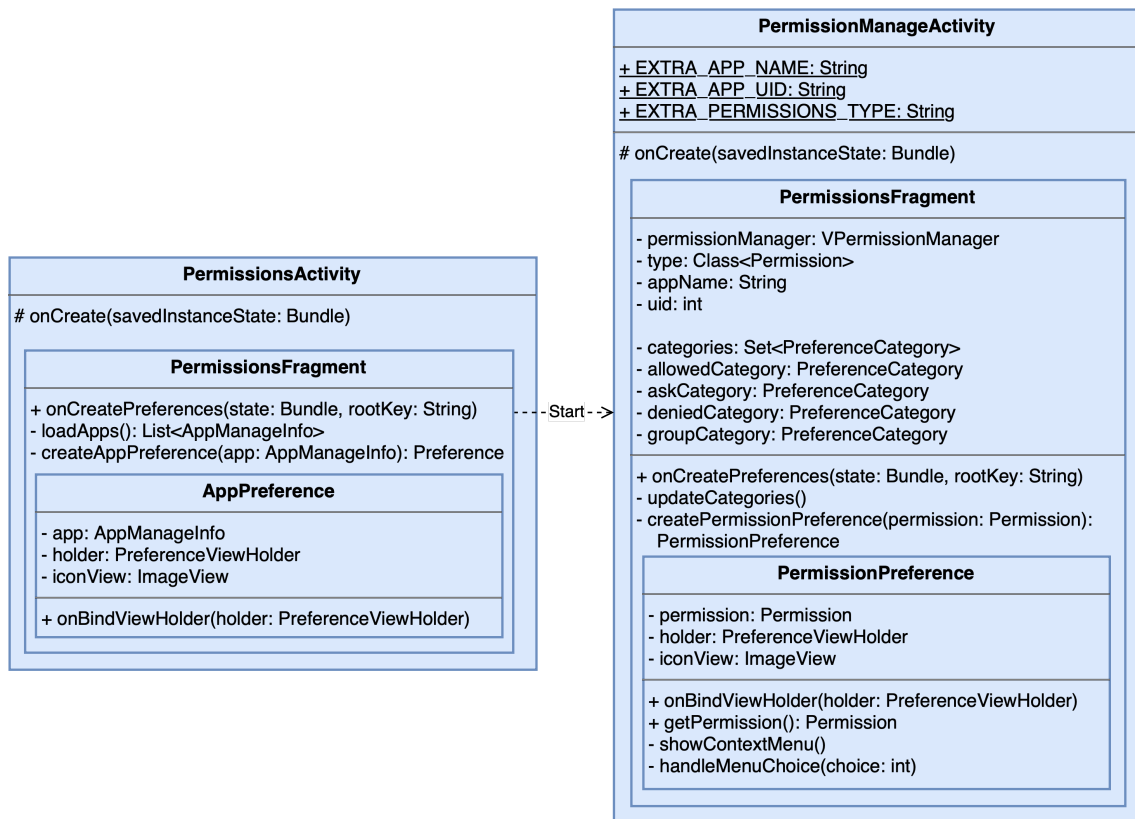 PermissionManageActivity
+ EXTRA_APP_NAME: String
+ EXTRA_APP_UID: String
+ EXTRA_PERMISSIONS_TYPE: String
# onCreate(savedInstanceState: Bundle)
PermissionsFragment
- permissionManager: VPermissionManager
- type: Class<Permission>
- appName: String
- uid: int
- categories: Set<PreferenceCategory>
- allowedCategory: PreferenceCategory
- askCategory: PreferenceCategory
- deniedCategory: PreferenceCategory
- groupCategory: PreferenceCategory
+ onCreatePreferences(state: Bundle, rootKey: String)
- updateCategories()
- createPermissionPreference(permission: Permission):
PermissionPreference
PermissionPreference
- permission: Permission
- holder: PreferenceViewHolder
- iconView: ImageView
+ onBindViewHolder(holder: PreferenceViewHolder)
+ getPermission(): Permission
- showContextMenu()
- handleMenuChoice(choice: int)
PermissionsActivity
# onCreate(savedInstanceState: Bundle)
PermissionsFragment
+ onCreatePreferences(state: Bundle, rootKey: String)
- loadApps(): List<AppManageInfo>
- createAppPreference(app: AppManageInfo): Preference
AppPreference
- app: AppManageInfo
- holder: PreferenceViewHolder
- iconView: ImageView
+ onBindViewHolder(holder: PreferenceViewHolder)
Start